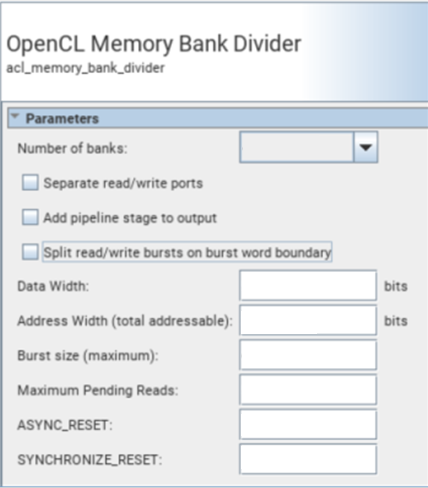 OpenCL Memory Bank Divider
acl_memory_bank_divider
Parameters
Number of banks:
Separate read/write ports
Add pipeline stage to output
Split read/write bursts on burst word boundary
Data Width: bits
Address Width (total addressable): bits
Burst size (maximum):
Maximum Pending Reads:
ASYNC_RESET:
SYNCHRONIZE_RESET: